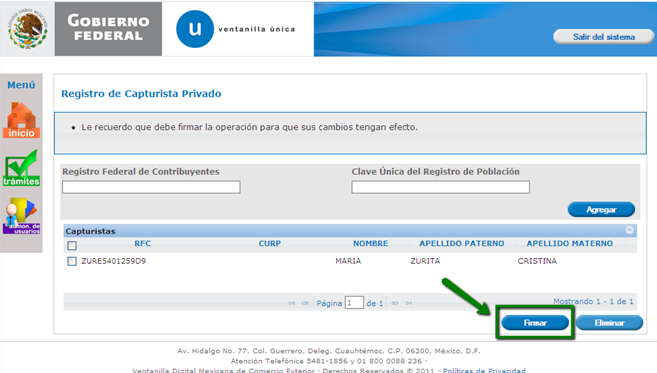 GOBIERNO
FEDERAL
u
ventanilla única
Salir del sistema
Menú
inicio
trámites
admon. de
usuarios
Registro de Capturista Privado
Le recuerdo que debe firmar la operación para que sus cambios tengan efecto.
Registro Federal de Contribuyentes
Clave Única del Registro de Población
Agregar
Capturistas
RFC CURP NOMBRE APELLIDO PATERNO APELLIDO MATERNO
ZURE5401259D9 MARIA ZURITA CRISTINA
Página 1 de 1
Mostrando 1 - 1 de 1
Firmar
Eliminar
Av. Hidalgo No. 77, Col. Guerrero, Deleg. Cuauhtémoc, C.P. 06300, México, D.F.
Atención Telefónica 5481-1856 y 01 800 0088 236 ·
Ventanilla Digital Mexicana de Comercio Exterior · Derechos Reservados © 2011 · Políticas de Privacidad